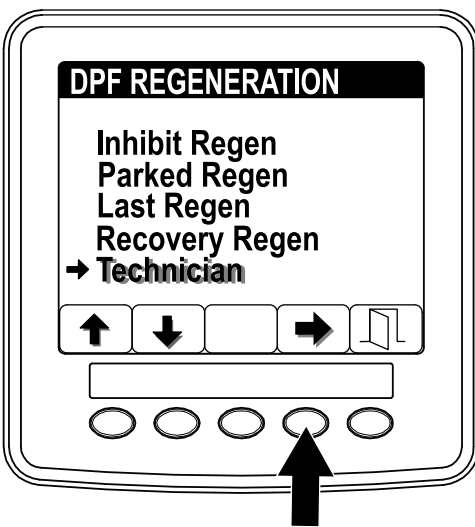 DPF REGENERATION
Inhibit Regen
Parked Regen
Last Regen
Recovery Regen
Technician